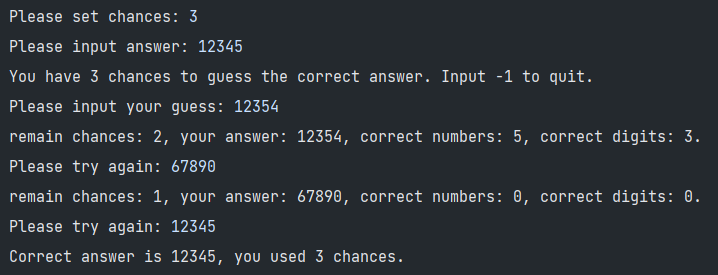 Please set chances: 3
Please input answer: 12345
You have 3 chances to guess the correct answer. Input -1 to quit.
Please input your guess: 12354
remain chances: 2, your answer: 12354, correct numbers: 5, correct digits: 3.
Please try again: 67890
remain chances: 1, your answer: 67890, correct numbers: 0, correct digits: 0.
Please try again: 12345
Correct answer is 12345, you used 3 chances.